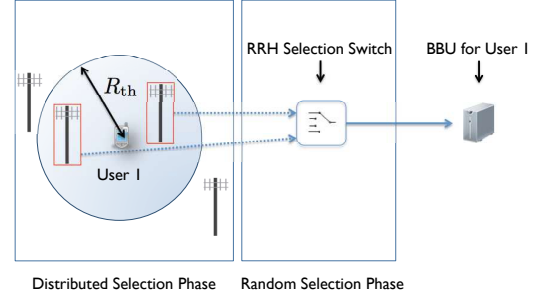 RRH Selection Switch
BBU for User 1
R_th
User 1
Distributed Selection Phase
Random Selection Phase